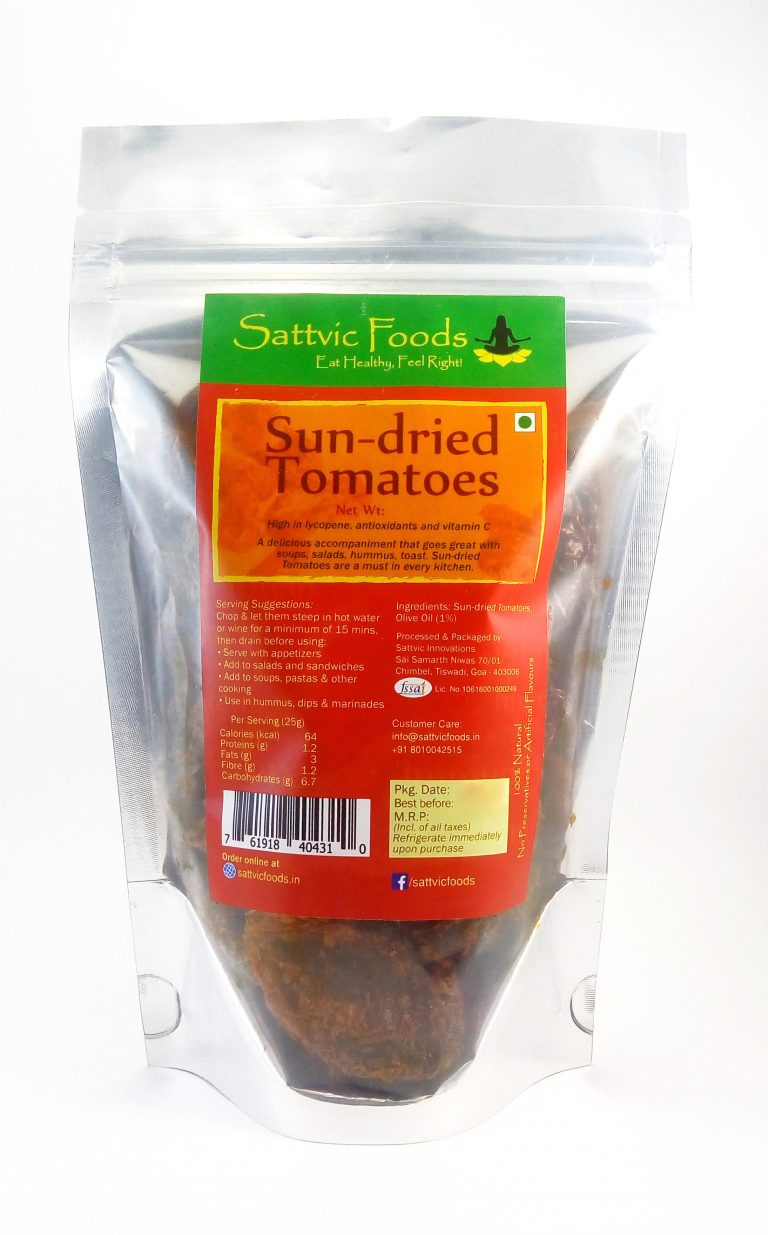 Sattvic Foods
Eat Healthy, Feel Right!
Sun-dried
Tomatoes
Net Wt:
High in lycopene, antioxidants and vitamin C
A delicious accompaniment that goes great with
soups, salads, hummus, toast. Sun-dried
Tomatoes are a must in every kitchen.
Serving Suggestions:
Chop & let them steep in hot water
or wine for a minimum of 15 mins,
then drain before using:
• Serve with appetizers
• Add to salads and sandwiches
• Add to soups, pastas & other
cooking
• Use in hummus, dips & marinades
Per Serving (25g)
Calories (kcal) 64
Proteins (g) 1.2
Fats (g) 3
Fibre (g) 1.2
Carbohydrates (g) 6.7
7 61918 40431 0
Order online at
sattvicfoods.in
Ingredients: Sun-dried Tomatoes,
Olive Oil (1%)
Processed & Packaged by:
Sattvic Innovations
Sai Samarth Niwas 70/01
Chimbel, Tiswadi, Goa - 403006
fssai Lic. No.10616001000249
Customer Care:
info@sattvicfoods.in
+91 8010042515
Pkg. Date:
Best before:
M.R.P:
(Incl. of all taxes)
Refrigerate immediately
upon purchase
f/sattvicfoods
100% Natural
No Preservatives or Artificial Flavours